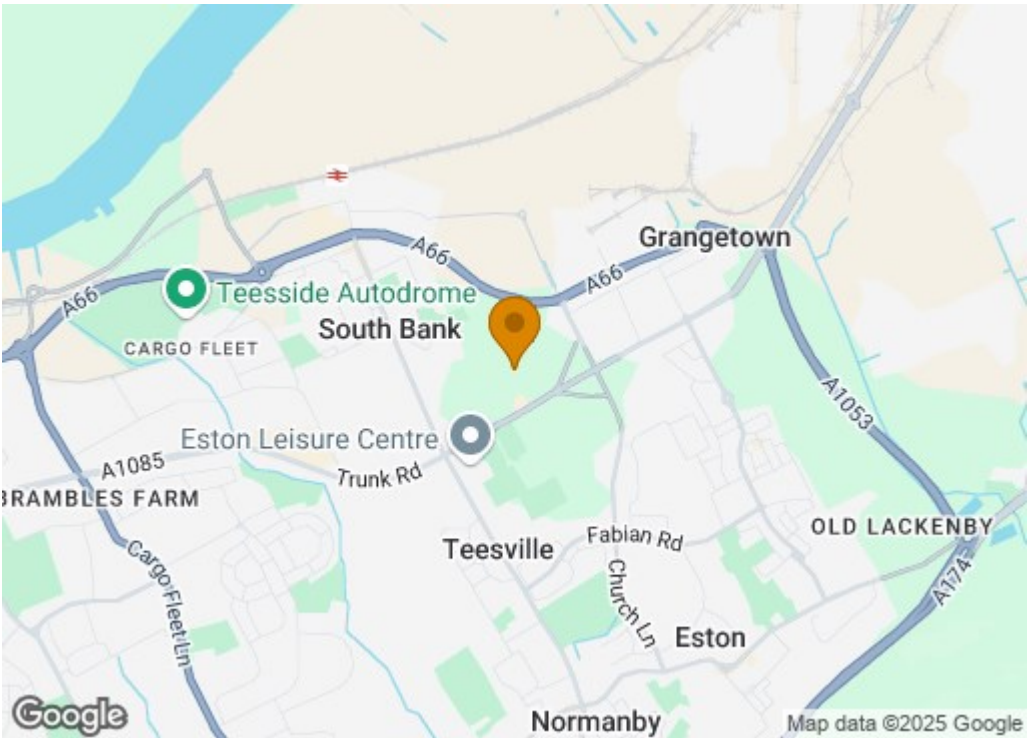 Grangetown
A66
A66
A66
Teesside Autodrome
South Bank
CARGO FLEET
A1053
Eston Leisure Centre
A1085
Trunk Rd
BRAMBLES FARM
OLD LACKENBY
Fabian Rd
Teesville
Cargo Fleet Ln
Church Ln
A174
Eston
Normanby
Google
Map data ©2025 Google